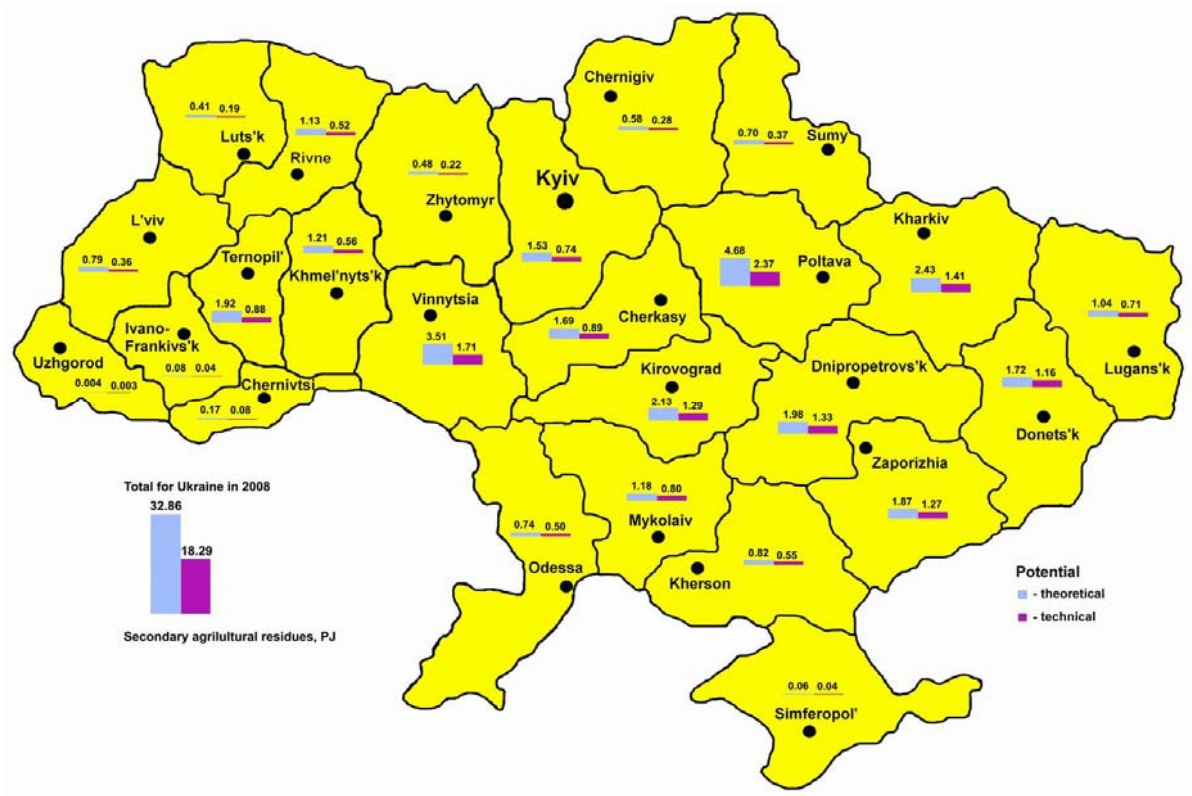 Chernigiv
0.58 0.28
0.70 0.37
Sumy
0.41 0.19
Luts'k
1.13 0.52
Rivne
0.48 0.22
Zhytomyr
Kyiv
1.53 0.74
L'viv
0.79 0.36
Ternopil'
1.92 0.88
1.21 0.56
Khmel'nyts'k
Vinnytsia
3.51 1.71
4.68 2.37
Poltava
Kharkiv
2.43 1.41
1.04 0.71
Lugans'k
1.69 0.89
Cherkasy
Ivano-
Frankivs'k
0.08 0.04
Uzhgorod
0.004 0.003
Chernivtsi
0.17 0.08
Kirovograd
2.13 1.29
Dnipropetrovs'k
1.98 1.33
1.72 1.16
Donets'k
Zaporizhia
1.87 1.27
1.18 0.80
Mykolaiv
0.74 0.50
Odessa
0.82 0.55
Kherson
0.06 0.04
Simferopol'
Total for Ukraine in 2008
32.86
18.29
Secondary agrilultural residues, PJ
Potential
- theoretical
- technical